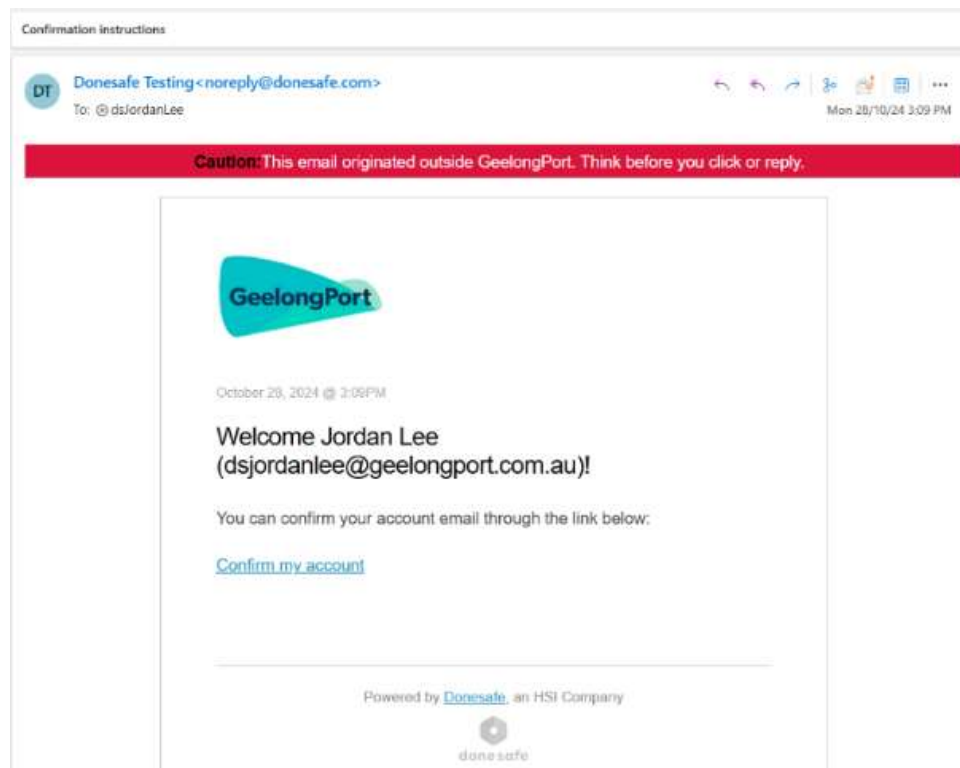 Confirmation instructions
DT
Donesafe Testing<noreply@donesafe.com>
To: dsJordanLee
Mon 28/10/24 3:09 PM
Caution:This email originated outside GeelongPort. Think before you click or reply.
GeelongPort
October 28, 2024 @ 3:09PM
Welcome Jordan Lee
(dsjordanlee@geelongport.com.au)!
You can confirm your account email through the link below:
Confirm my account
Powered by Donesafe, an HSI Company
donesafe